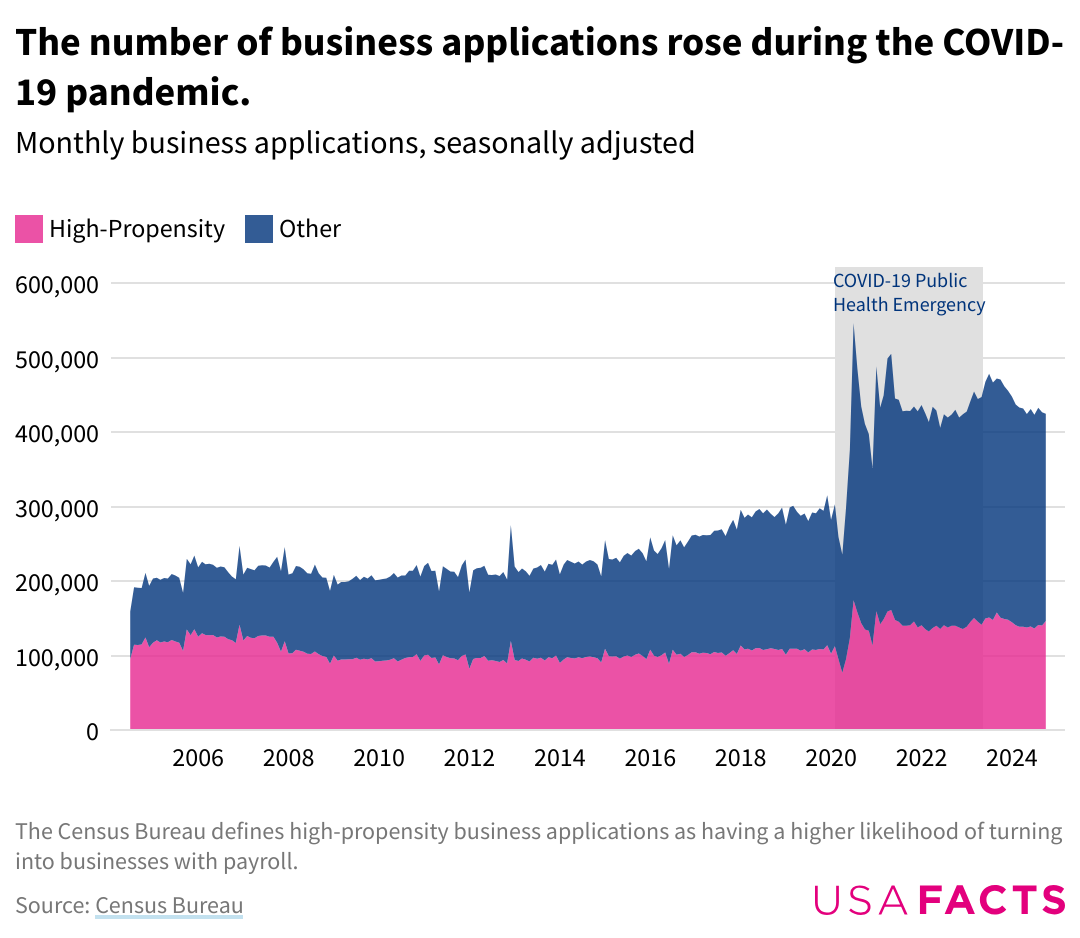 The number of business applications rose during the COVID-
19 pandemic.
Monthly business applications, seasonally adjusted
High-Propensity Other
COVID-19 Public
Health Emergency
600,000
500,000
400,000
300,000
200,000
100,000
0
2006 2008 2010 2012 2014 2016 2018 2020 2022 2024
The Census Bureau defines high-propensity business applications as having a higher likelihood of turning
into businesses with payroll.
Source: Census Bureau
USAFACTS